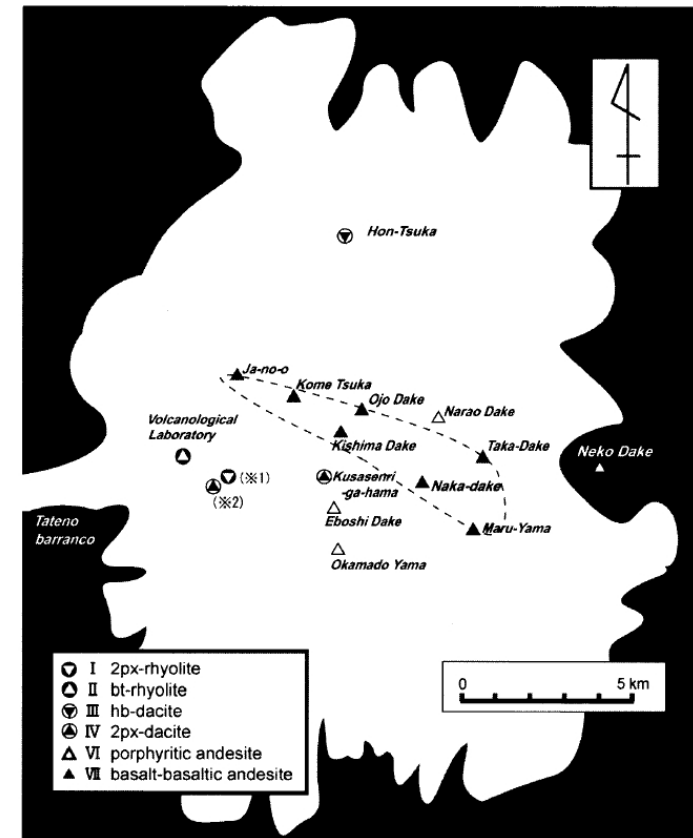 Hon-Tsuka
Ja-no-o
Kome Tsuka
Ojo Dake
Narao Dake
Volcanological
Laboratory
Kishima Dake
Taka-Dake
Neko Dake
(※1)
Kusasenri
-ga-hama
Naka-dake
(※2)
Eboshi Dake
Maru-Yama
Tateno
barranco
Okamado Yama
I 2px-rhyolite
II bt-rhyolite
III hb-dacite
IV 2px-dacite
VI porphyritic andesite
VII basalt-basaltic andesite
0 5 km